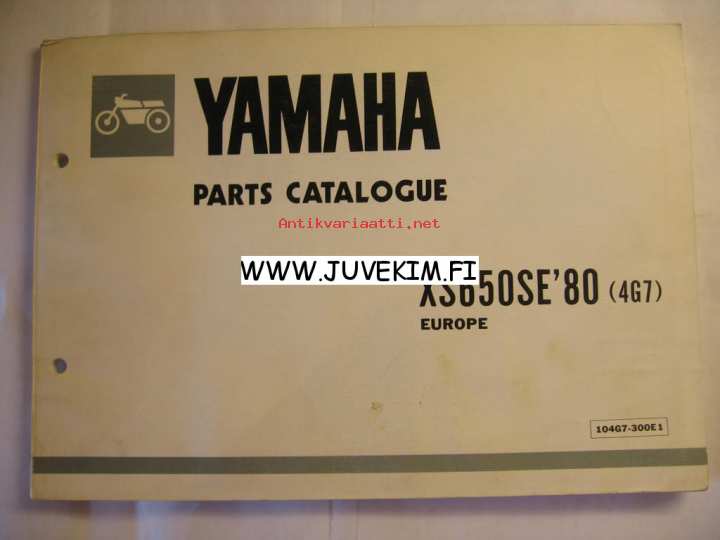 YAMAHA
PARTS CATALOGUE
Antikvariaatti.net
WWW.JUVEKIM.FI
XS650SE'80 (4G7)
EUROPE
104G7-300E1